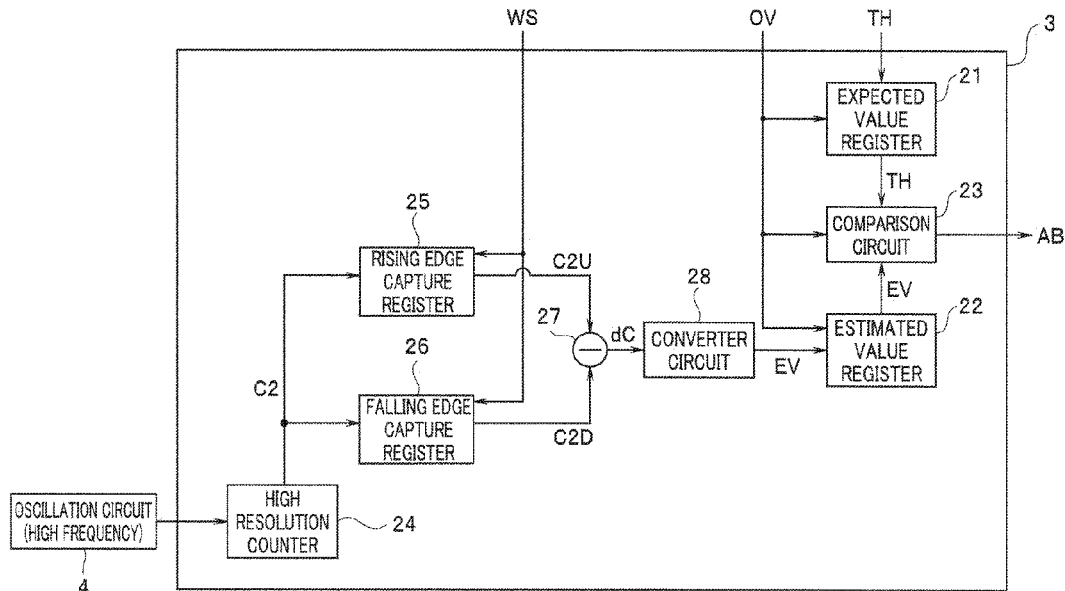 WS
OV
TH
3
21
EXPECTED
VALUE
REGISTER
TH
23
COMPARISON
CIRCUIT
AB
EV
22
ESTIMATED
VALUE
REGISTER
25
RISING EDGE
CAPTURE
REGISTER
C2U
27
dC
28
CONVERTER
CIRCUIT
EV
26
FALLING EDGE
CAPTURE
REGISTER
C2D
C2
HIGH
RESOLUTION
COUNTER
24
OSCILLATION CIRCUIT
(HIGH FREQUENCY)
4